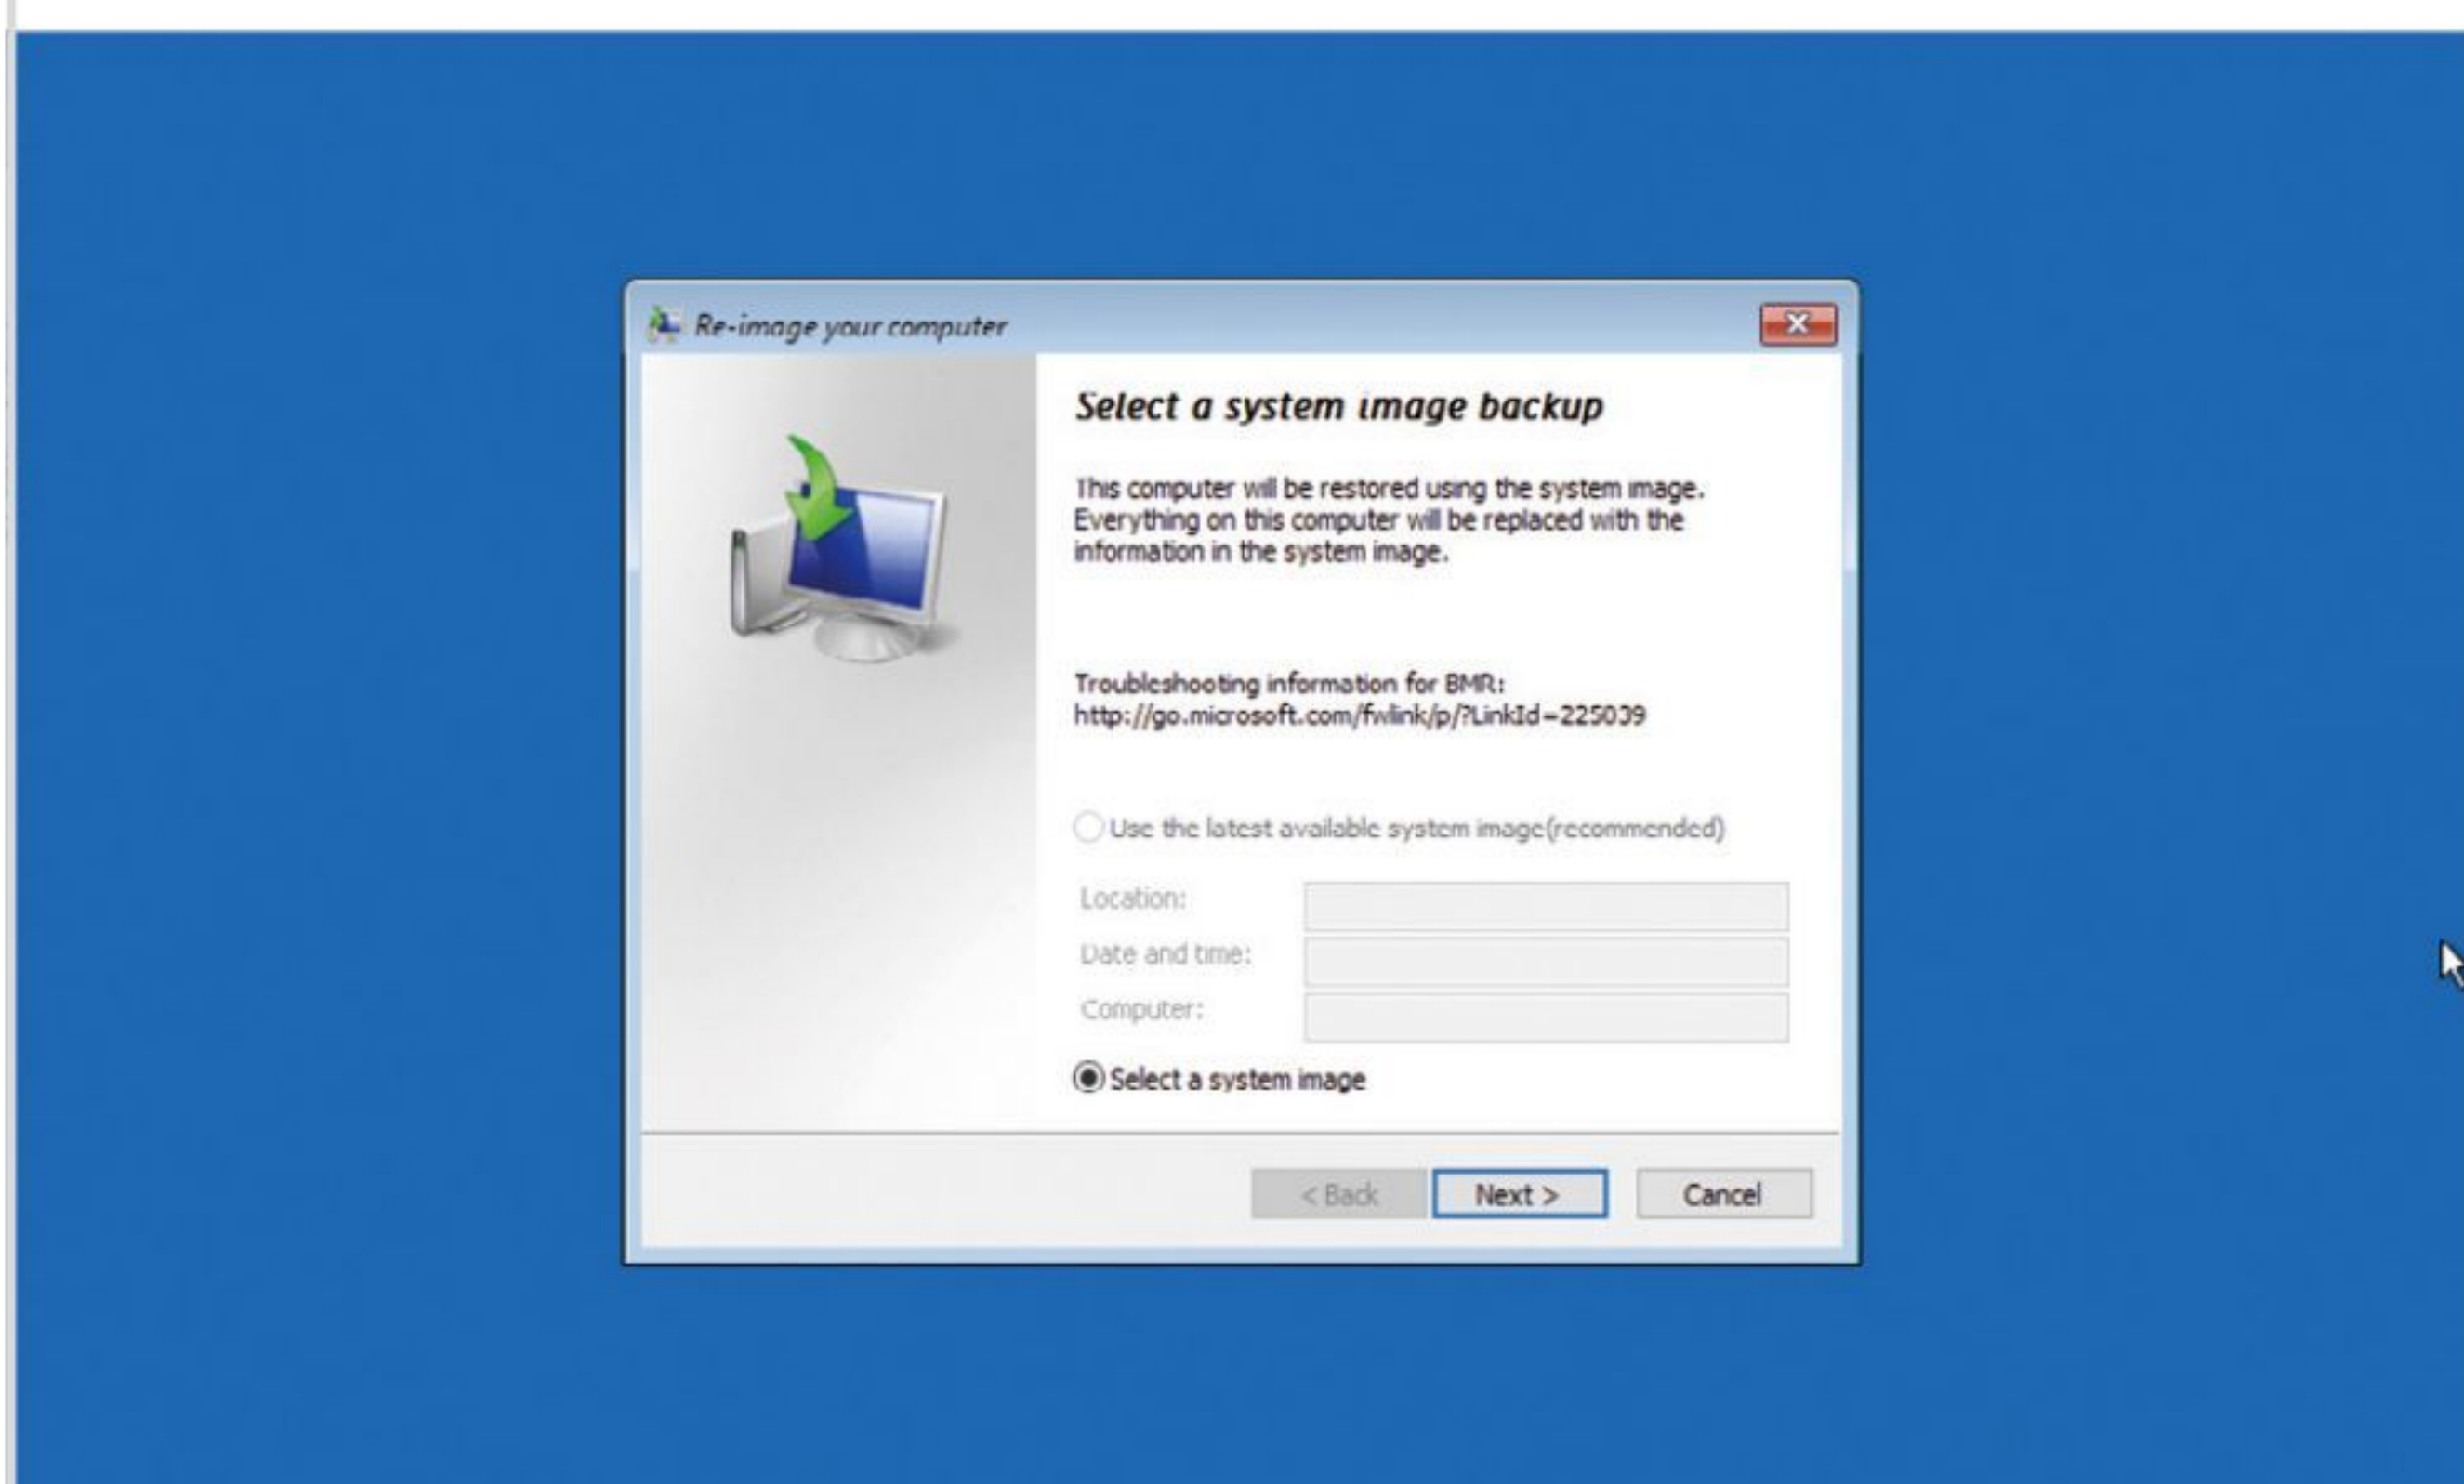 Re-image your computer
Select a system image backup
This computer will be restored using the system image.
Everything on this computer will be replaced with the
information in the system image.
Troubleshooting information for BMR:
http://go.microsoft.com/fwlink/p/?LinkId=225039
Use the latest available system image(recommended)
Location:
Date and time:
Computer:
Select a system image
< Back Next > Cancel